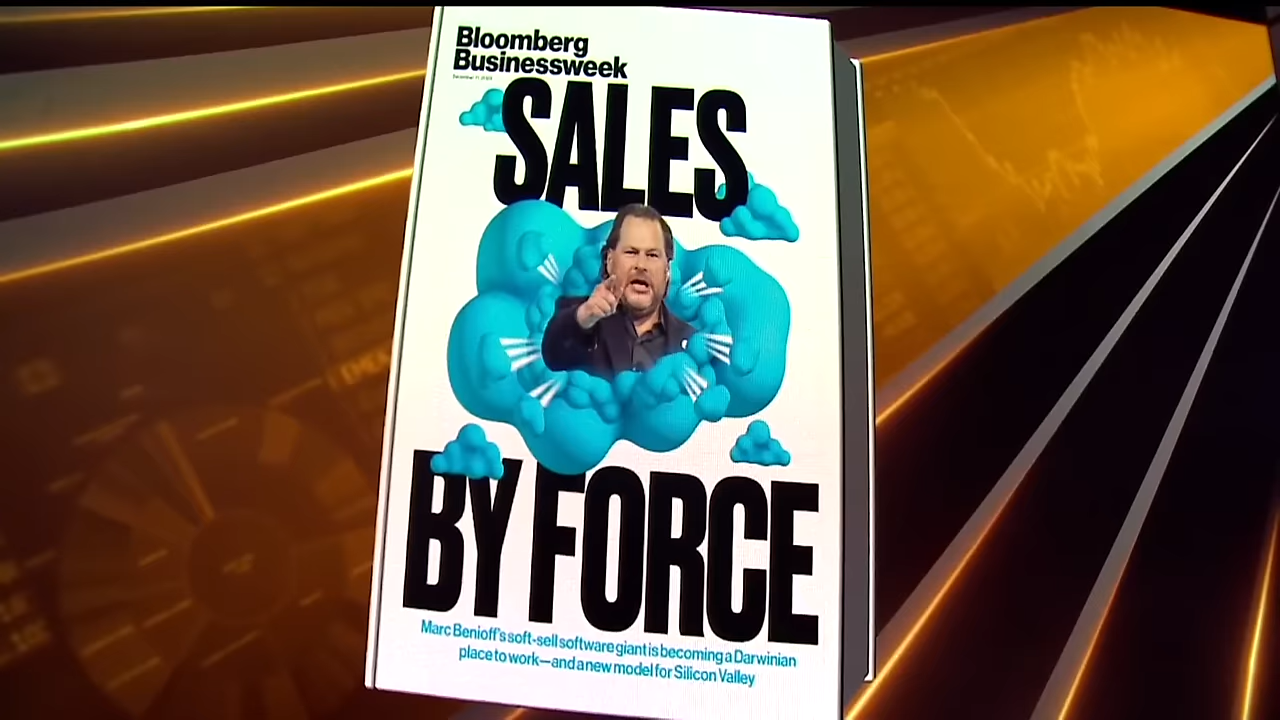 Bloomberg
Businessweek
SALES
BY FORCE
Marc Benioff's soft-sell software giant is becoming a Darwinian
place to work—and a new model for Silicon Valley